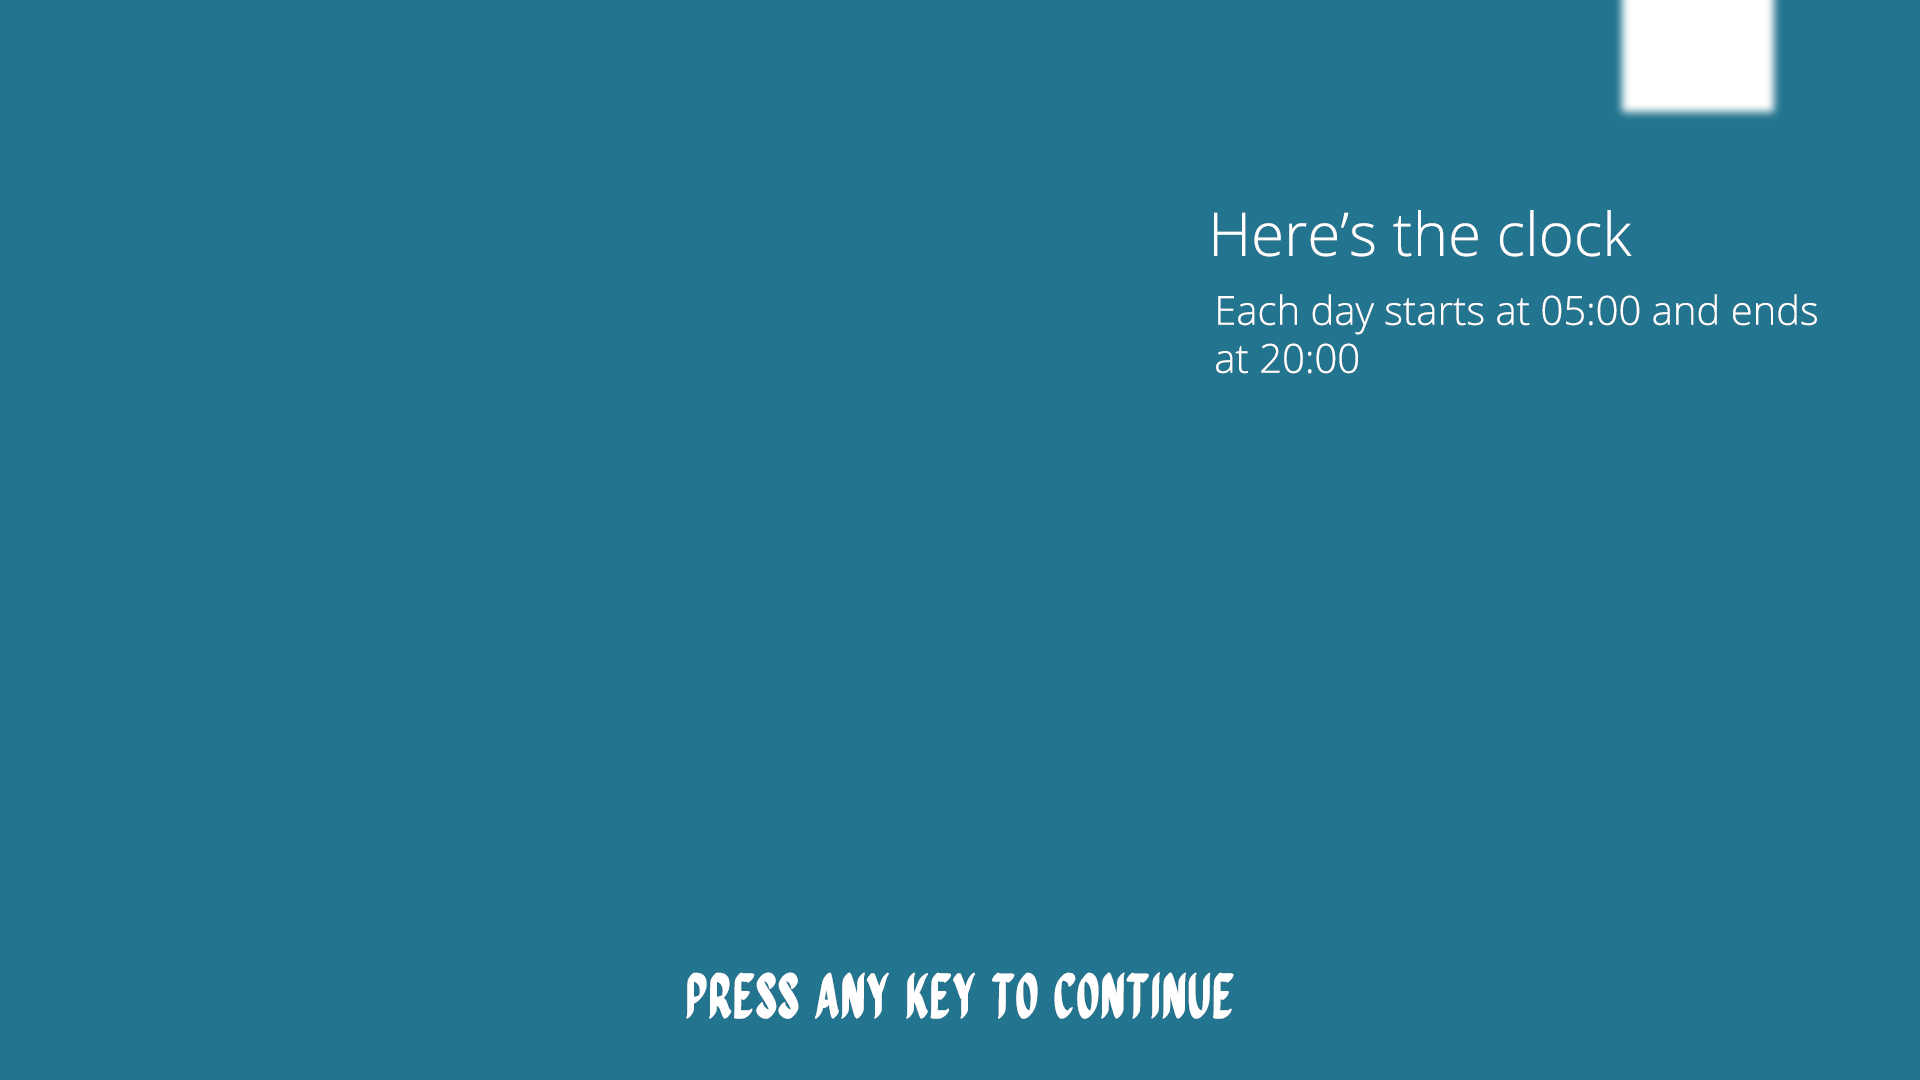 Here’s the clock
Each day starts at 05:00 and ends
at 20:00
PRESS ANY KEY TO CONTINUE